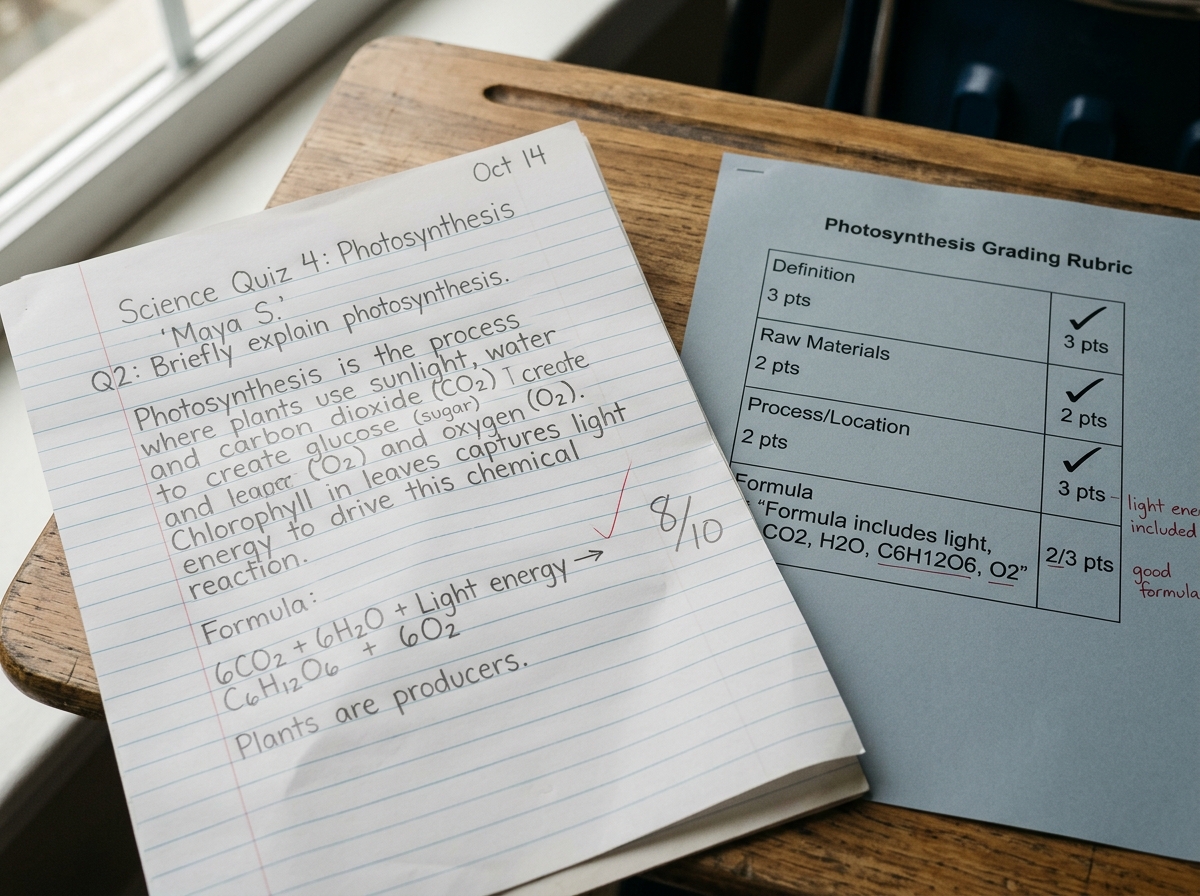 Oct 14
Science Quiz 4: Photosynthesis
'Maya S.'
Q2: Briefly explain photosynthesis.
Photosynthesis is the process
where plants use sunlight, water
and carbon dioxide (CO2) create
to create glucose (sugar)
and (O2) and oxygen (O2).
Chlorophyll in leaves captures light
energy to drive this chemical
reaction.
Formula:
6CO2 + 6H2O + Light energy →
C6H12O6 + 6O2
Plants are producers.
8/10
Photosynthesis Grading Rubric
Definition
3 pts
✓
3 pts
Raw Materials
2 pts
✓
2 pts
Process/Location
2 pts
✓
3 pts
light
included
Formula
"Formula includes light,
CO2, H2O, C6H12O6, O2"
2/3 pts
good
formula